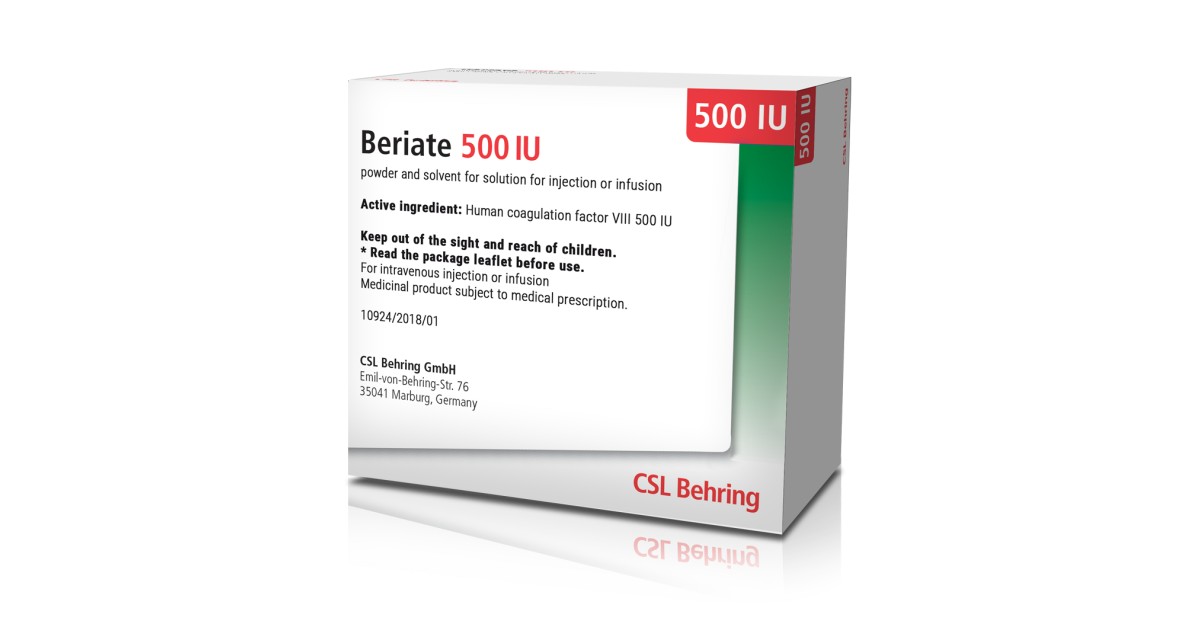 500 IU
500 IU
CSL Behring
Beriate 500 IU
powder and solvent for solution for injection or infusion
Active ingredient: Human coagulation factor VIII 500 IU
Keep out of the sight and reach of children.
* Read the package leaflet before use.
For intravenous injection or infusion
Medicinal product subject to medical prescription.
10924/2018/01
CSL Behring GmbH
Emil-von-Behring-Str. 76
35041 Marburg, Germany
CSL Behring